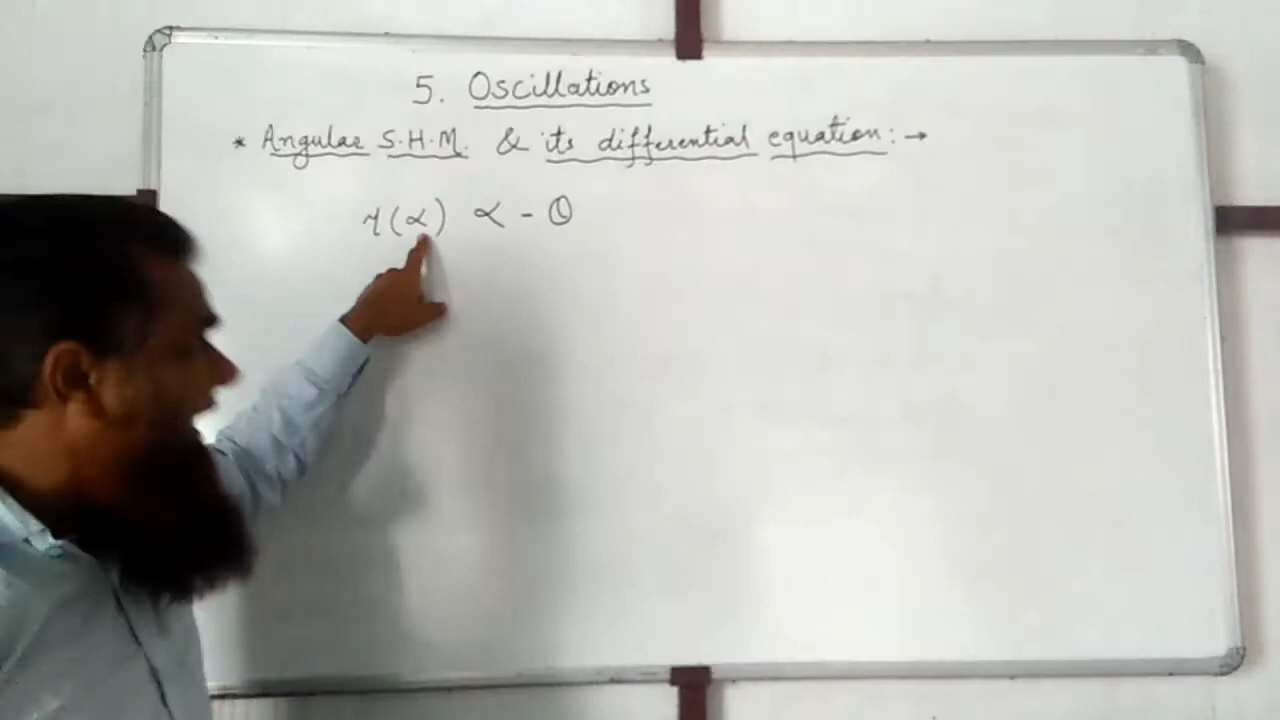 5. Oscillations
* Angular S.H.M. & its differential equation:→
τ(α) ∝ - θ